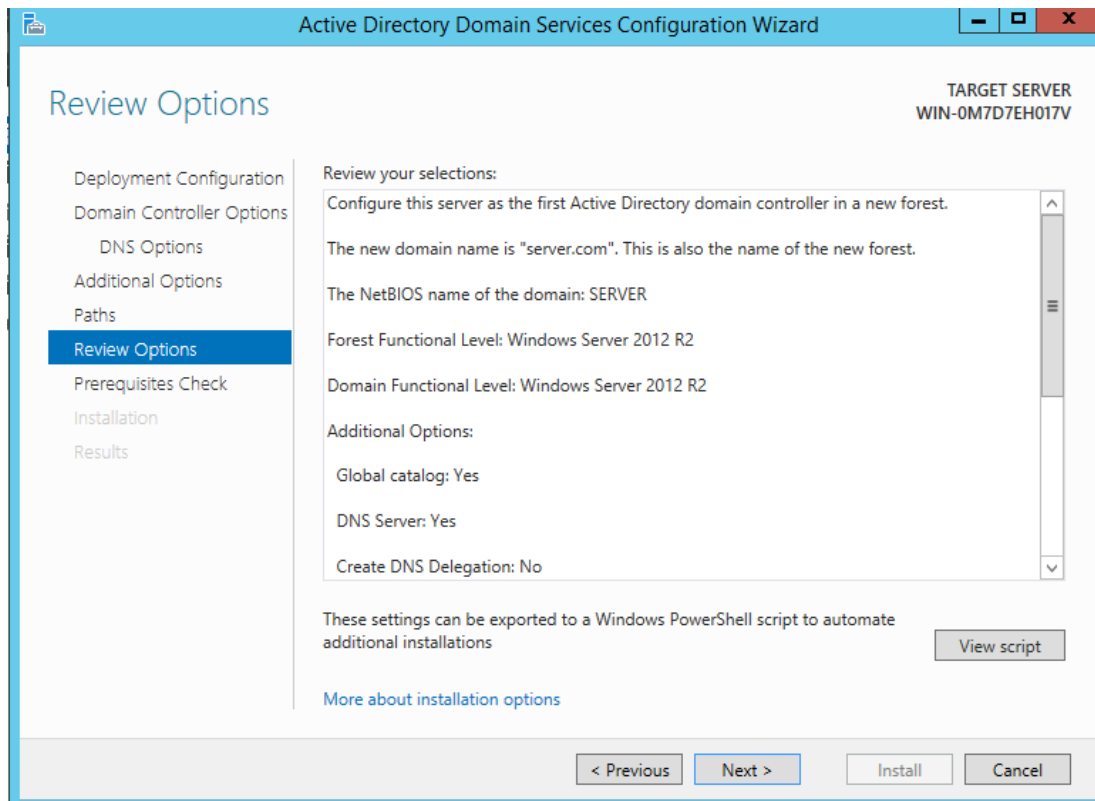 Active Directory Domain Services Configuration Wizard
Review Options
TARGET SERVER
WIN-0M7D7EH017V
Deployment Configuration
Domain Controller Options
DNS Options
Additional Options
Paths
Review Options
Prerequisites Check
Installation
Results
Review your selections:
Configure this server as the first Active Directory domain controller in a new forest.
The new domain name is "server.com". This is also the name of the new forest.
The NetBIOS name of the domain: SERVER
Forest Functional Level: Windows Server 2012 R2
Domain Functional Level: Windows Server 2012 R2
Additional Options:
Global catalog: Yes
DNS Server: Yes
Create DNS Delegation: No
These settings can be exported to a Windows PowerShell script to automate
additional installations
View script
More about installation options
< Previous
Next >
Install
Cancel